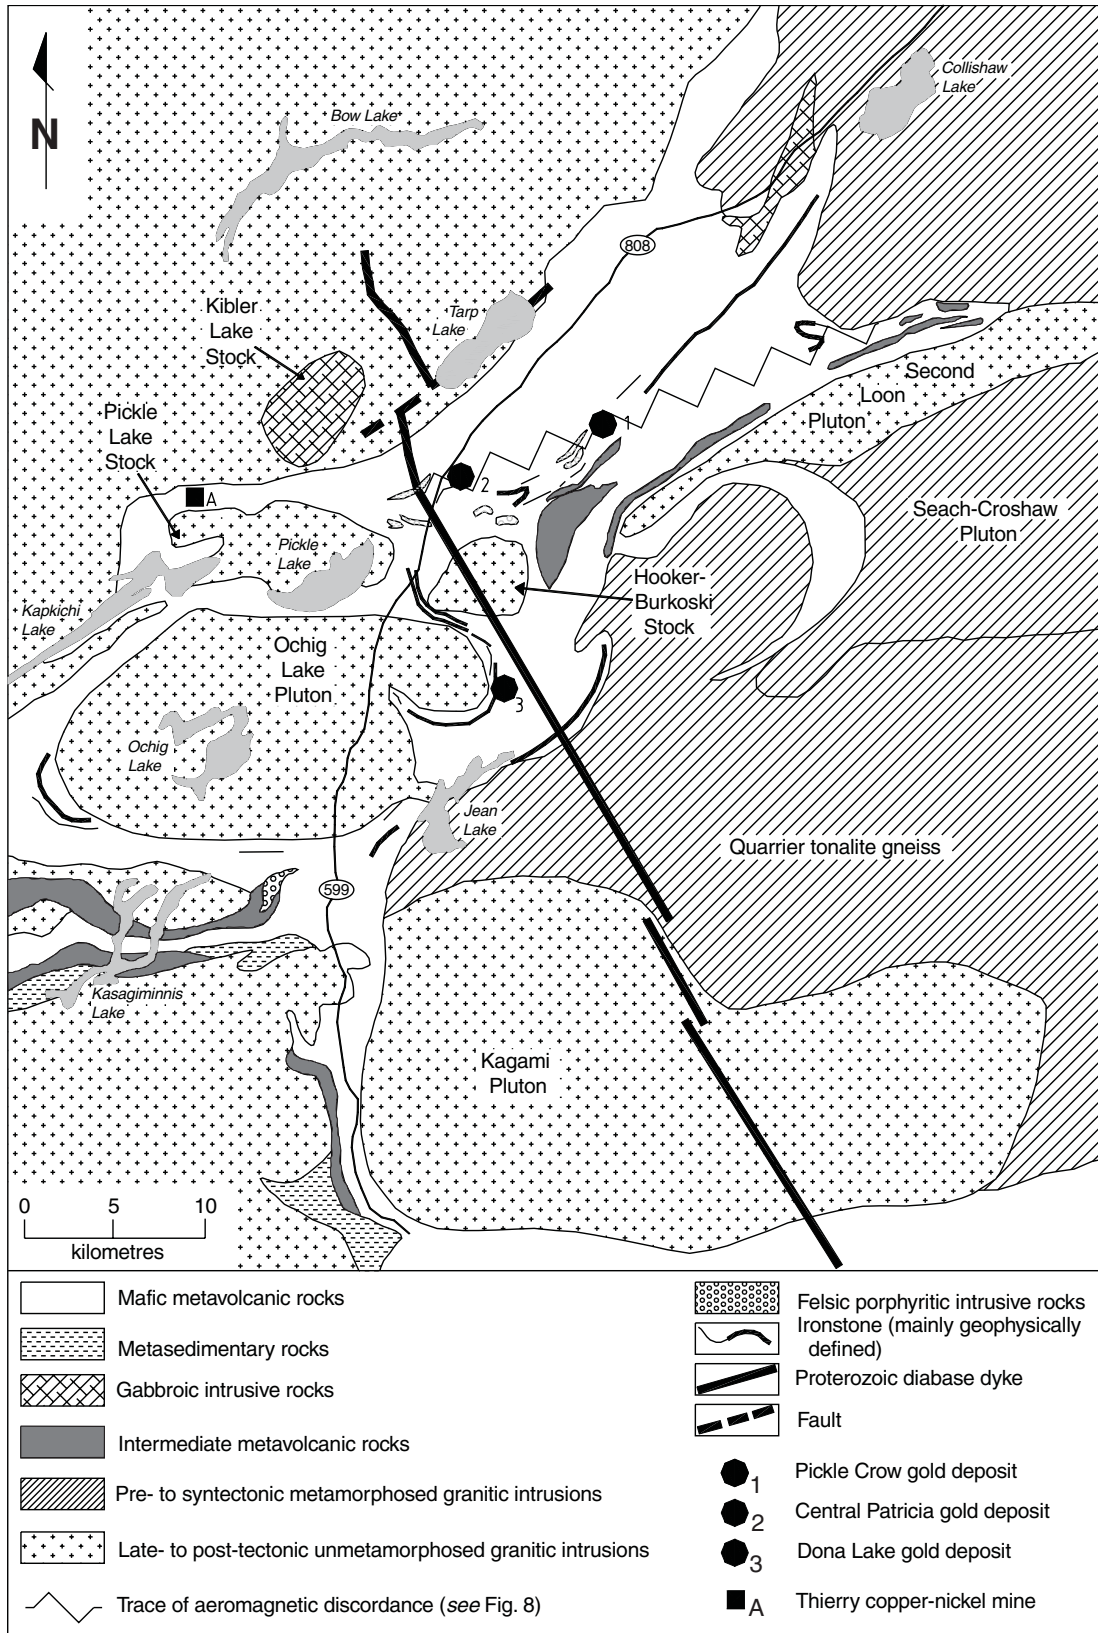 Collishaw
Lake
Bow Lake
N
808
Kibler
Lake
Stock
Tarp
Lake
Second
Loon
Pluton
Pickle
Lake
Stock
1
2
A
Seach-Croshaw
Pluton
Pickle
Lake
Hooker-
Burkoski
Stock
Kapkichi
Lake
Ochig
Lake
Pluton
3
Ochig
Lake
Jean
Lake
Quarrier tonalite gneiss
599
Kasagiminnis
Lake
Kagami
Pluton
0 5 10
kilometres
Mafic metavolcanic rocks
Metasedimentary rocks
Gabbroic intrusive rocks
Intermediate metavolcanic rocks
Pre- to syntectonic metamorphosed granitic intrusions
Late- to post-tectonic unmetamorphosed granitic intrusions
Trace of aeromagnetic discordance (see Fig. 8)
Felsic porphyritic intrusive rocks
Ironstone (mainly geophysically
defined)
Proterozoic diabase dyke
Fault
1 Pickle Crow gold deposit
2 Central Patricia gold deposit
3 Dona Lake gold deposit
A Thierry copper-nickel mine